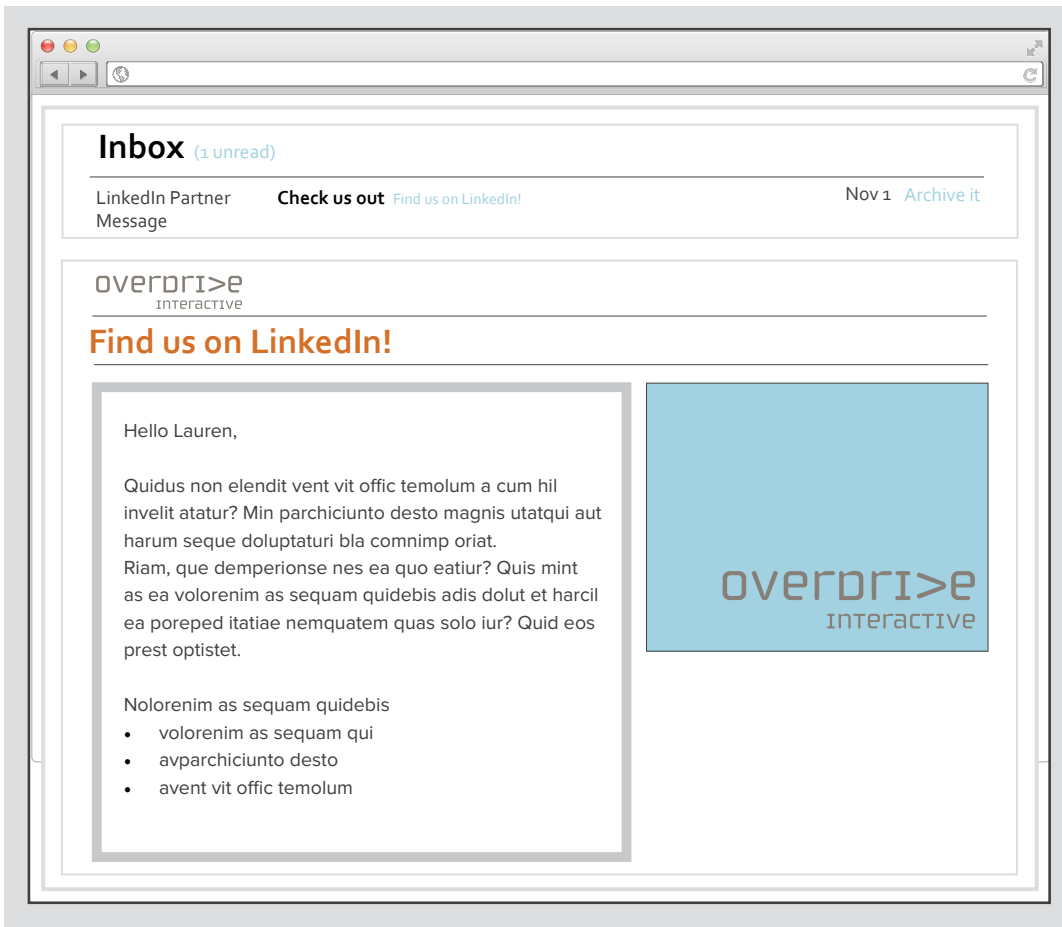 Inbox (1 unread)
LinkedIn Partner Message
Check us out Find us on LinkedIn!
Nov 1 Archive it
overdri>e
interactive
Find us on LinkedIn!
Hello Lauren,
Quidus non elendit vent vit offic temolum a cum hil
invelit atatur? Min parchiciunto desto magnis utatqui aut
harum seque doluptaturi bla comnimp oriat.
Riam, que demperionse nes ea quo eatiur? Quis mint
as ea volorenim as sequam quidebis adis dolut et harcil
ea poreped itatiae nemquatem quas solo iur? Quid eos
prest optistet.
Nolorenim as sequam quidebis
• volorenim as sequam qui
• avparchiciunto desto
• avent vit offic temolum
overdri>e
interactive